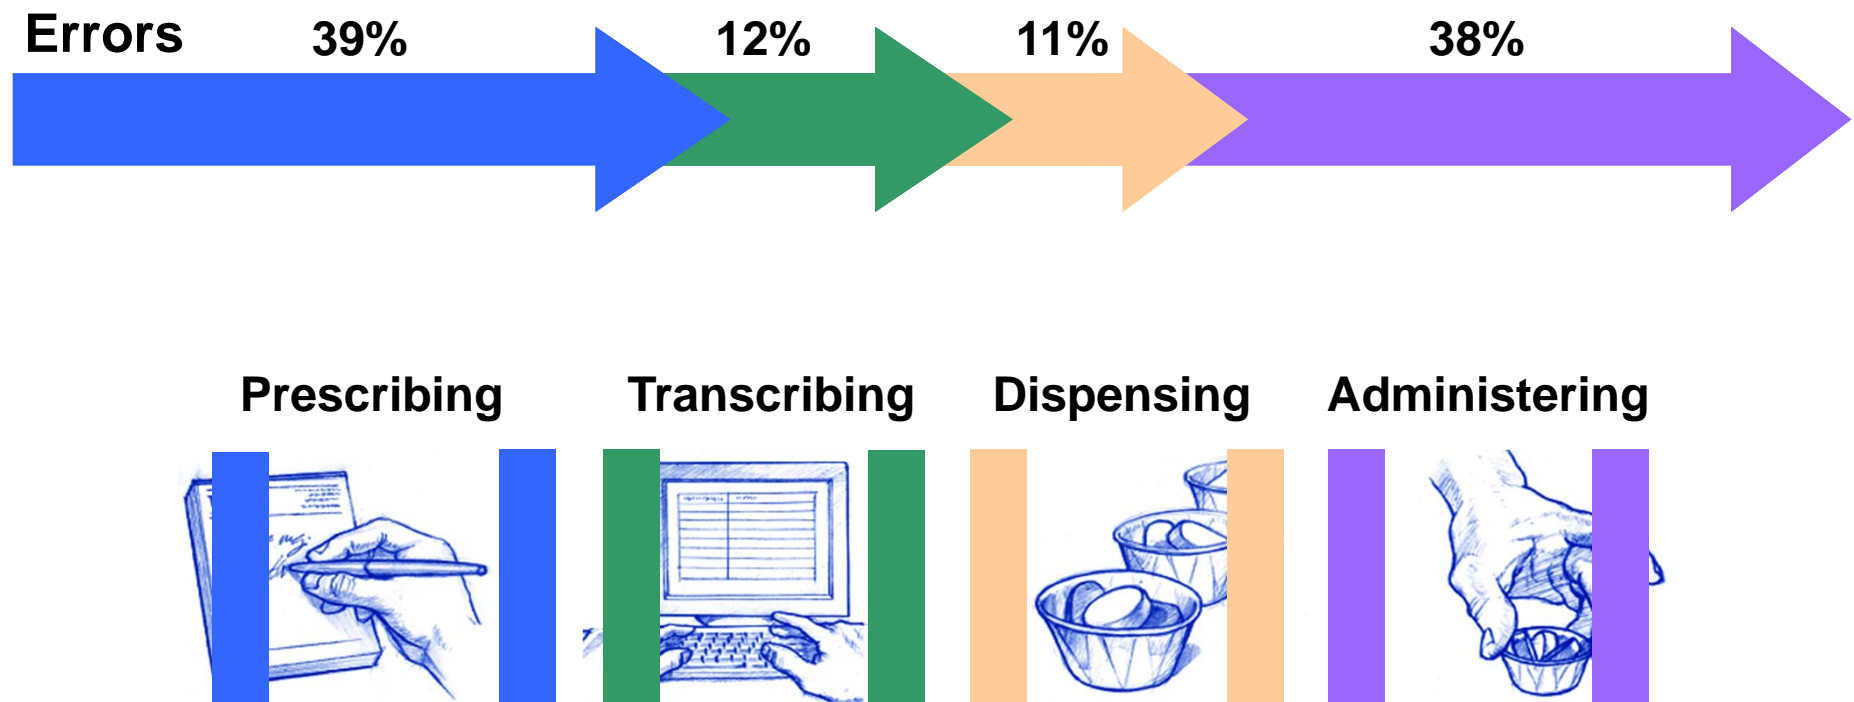 Errors 39% 12% 11% 38%
Prescribing Transcribing Dispensing Administering